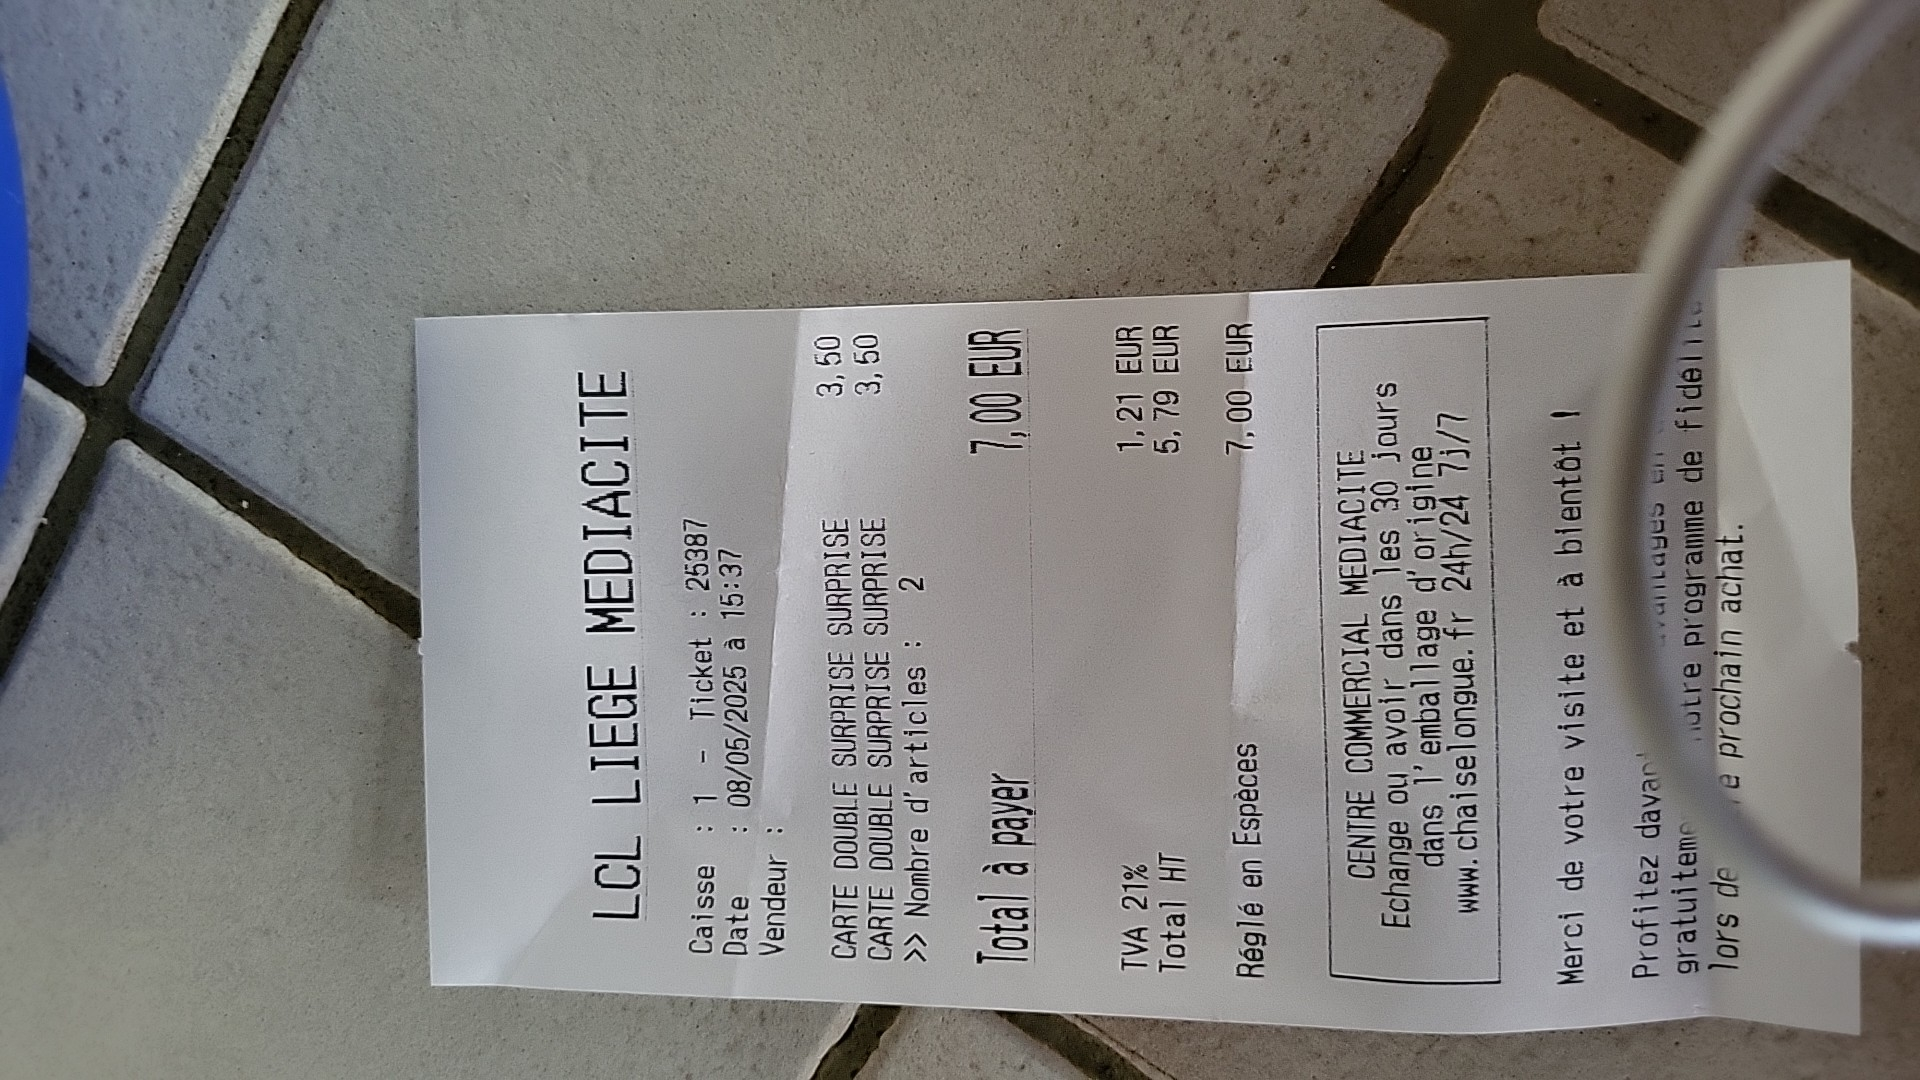 LCL LIEGE MEDIACITE
Caisse : 1 - Ticket : 25387
Date : 08/05/2025 à 15:37
Vendeur :
CARTE DOUBLE SURPRISE SURPRISE 3,50
CARTE DOUBLE SURPRISE SURPRISE 3,50
>> Nombre d'articles : 2
Total à payer 7,00 EUR
TVA 21% 1,21 EUR
Total HT 5,79 EUR
Réglé en Espèces 7,00 EUR
CENTRE COMMERCIAL MEDIACITE
Echange ou avoir dans les 30 jours
dans l'emballage d'origine
www.chaiselongue.fr 24h/24 7j/7
Merci de votre visite et à bientôt !
Profitez
programme de
lors de prochain achat.